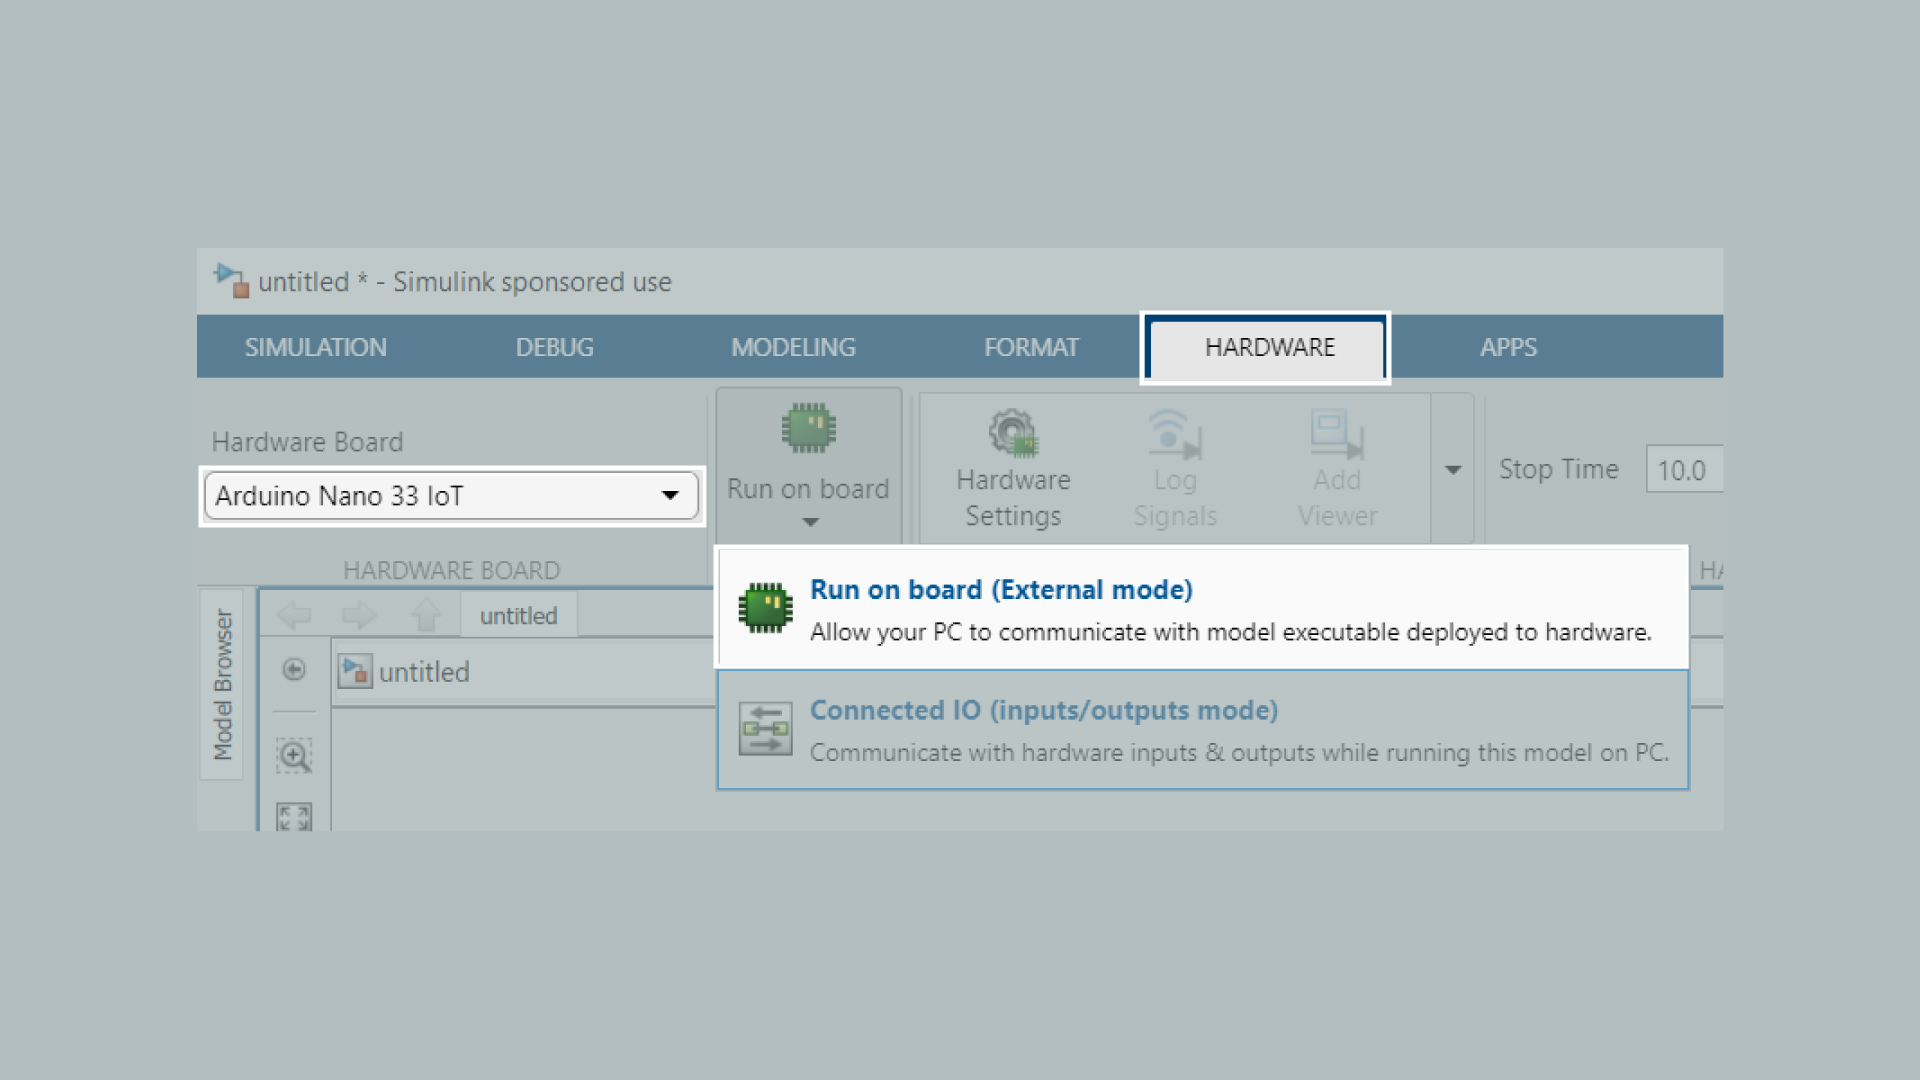 untitled * - Simulink sponsored use
SIMULATION
DEBUG
MODELING
FORMAT
HARDWARE
APPS
Hardware Board
Arduino Nano 33 IoT
HARDWARE BOARD
Run on board
Hardware
Settings
Log
Signals
Add
Viewer
Stop Time
10.0
HA
Run on board (External mode)
Allow your PC to communicate with model executable deployed to hardware.
Connected IO (inputs/outputs mode)
Communicate with hardware inputs & outputs while running this model on PC.
Model Browser
untitled
untitled